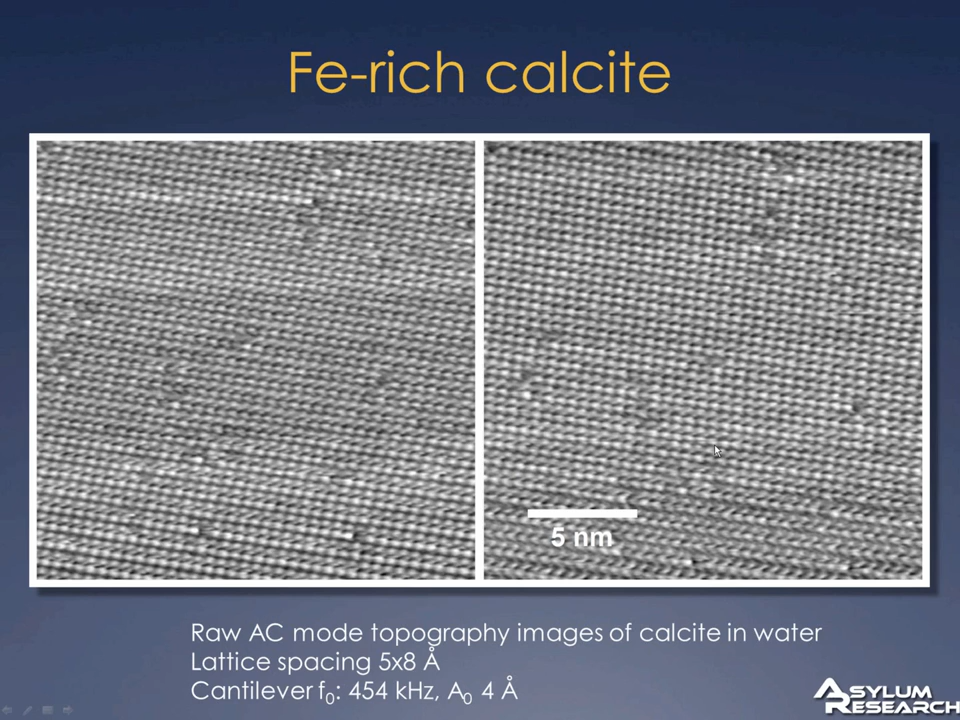 Fe-rich calcite
5 nm
Raw AC mode topography images of calcite in water
Lattice spacing 5x8 Å
Cantilever f₀: 454 kHz, A₀ 4 Å
ASYLUM
RESEARCH